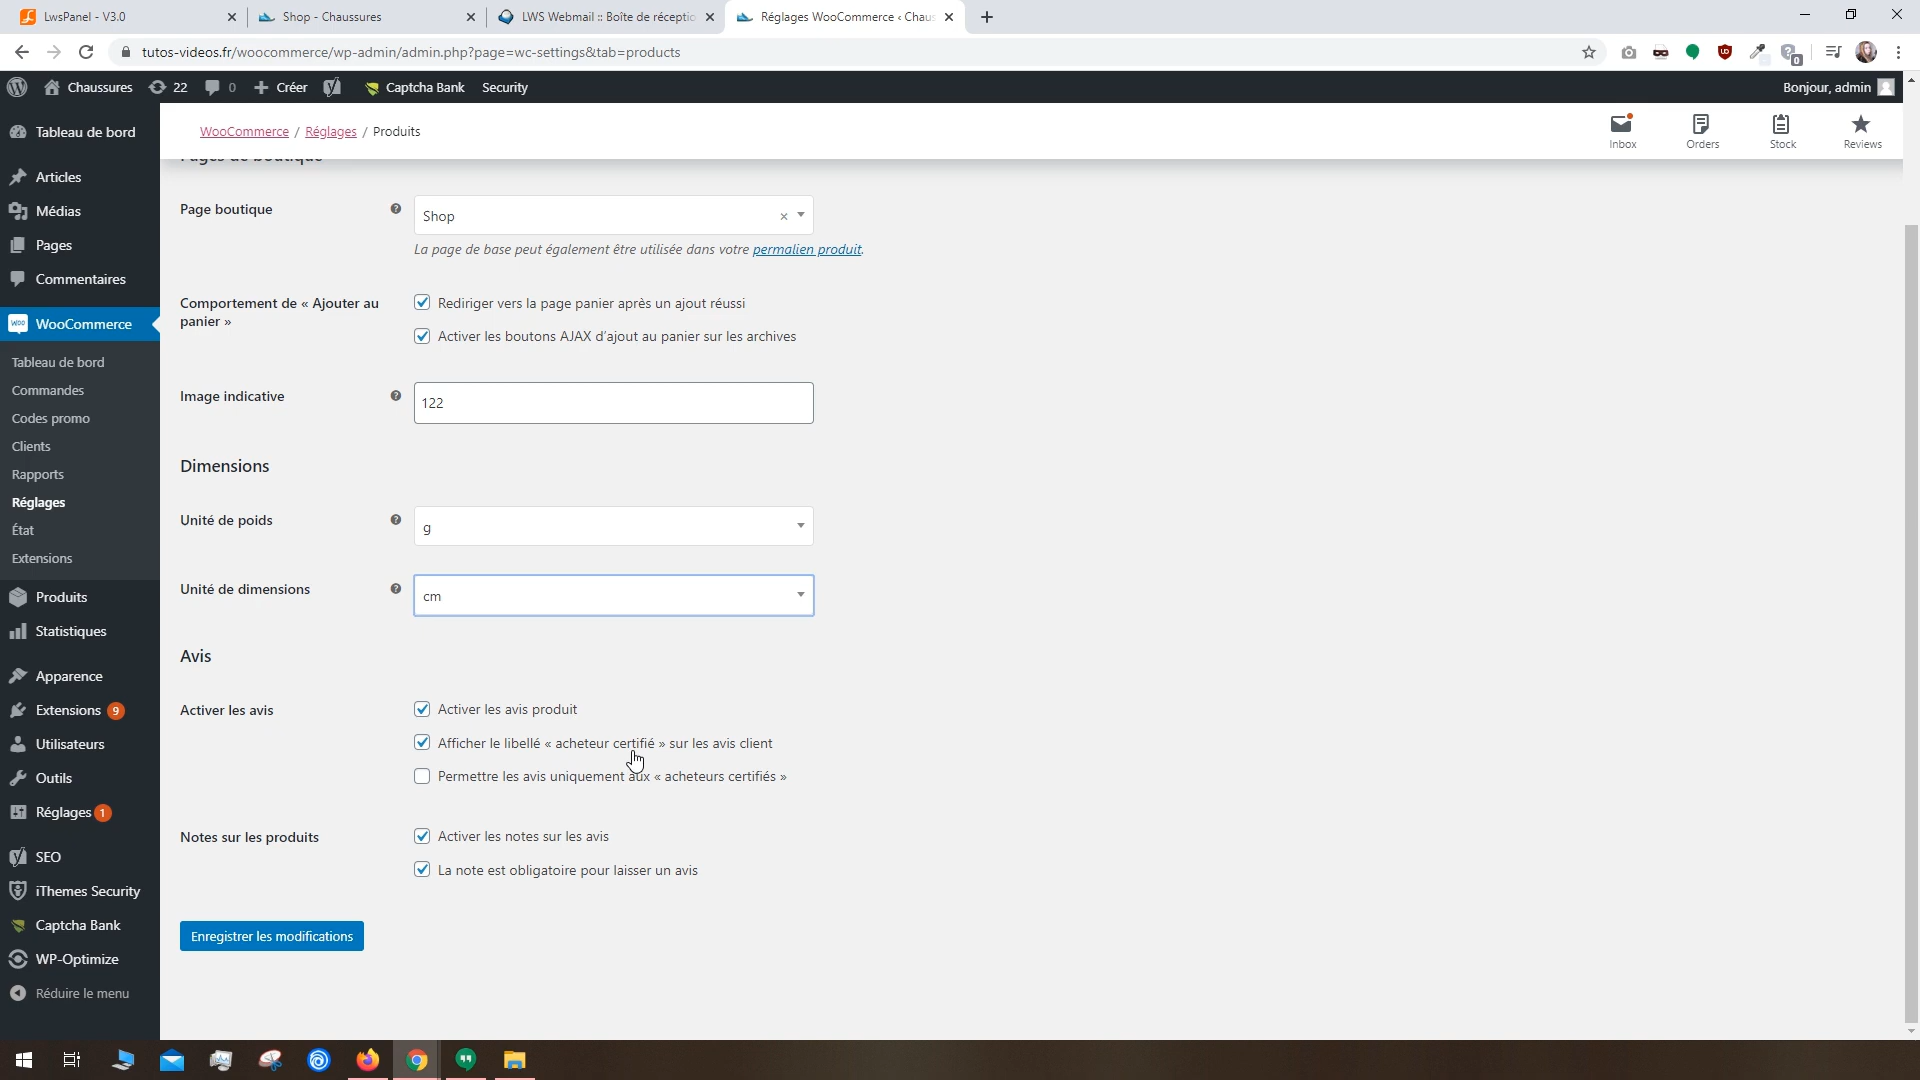 LwsPanel - V3.0
Shop - Chaussures
LWS Webmail :: Boîte de réceptio
Réglages WooCommerce ‹ Chaus
tutos-videos.fr/woocommerce/wp-admin/admin.php?page=wc-settings&tab=products
0
Chaussures
22
0
Créer
Captcha Bank
Security
Bonjour, admin
WooCommerce / Réglages / Produits
Inbox
Orders
Stock
Reviews
Tableau de bord
Articles
Médias
Pages
Commentaires
WooCommerce
Tableau de bord
Commandes
Codes promo
Clients
Rapports
Réglages
État
Extensions
Produits
Statistiques
Apparence
Extensions 9
Utilisateurs
Outils
Réglages 1
SEO
iThemes Security
Captcha Bank
WP-Optimize
Réduire le menu
Pages de boutique
Page boutique
Shop
La page de base peut également être utilisée dans votre permalien produit.
Comportement de « Ajouter au
panier »
Rediriger vers la page panier après un ajout réussi
Activer les boutons AJAX d'ajout au panier sur les archives
Image indicative
122
Dimensions
Unité de poids
g
Unité de dimensions
cm
Avis
Activer les avis
Activer les avis produit
Afficher le libellé « acheteur certifié » sur les avis client
Permettre les avis uniquement aux « acheteurs certifiés »
Notes sur les produits
Activer les notes sur les avis
La note est obligatoire pour laisser un avis
Enregistrer les modifications